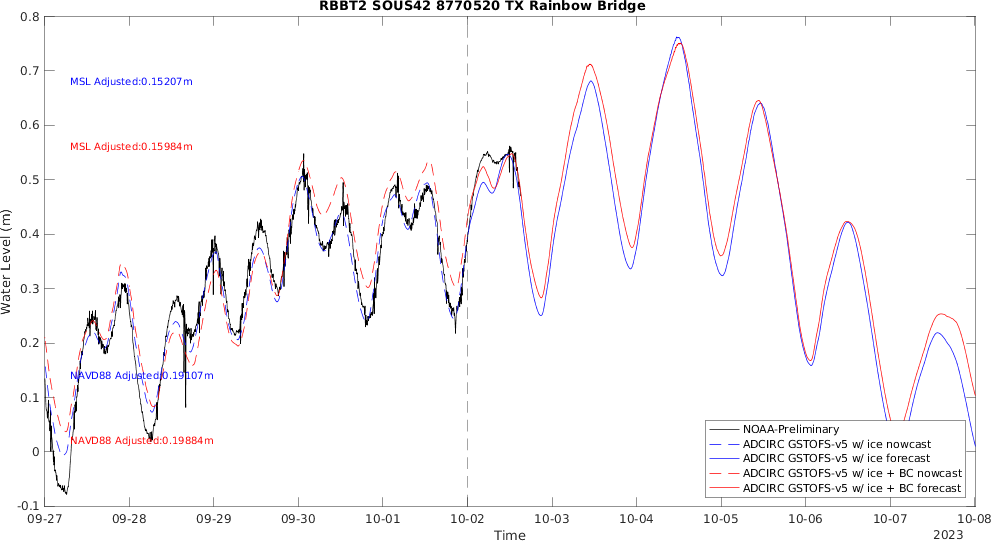 RBBT2 SOUS42 8770520 TX Rainbow Bridge
0.8
0.7
0.6
0.5
0.4
0.3
0.2
0.1
0
-0.1
Water Level (m)
MSL Adjusted:0.15207m
MSL Adjusted:0.15984m
NAVD88 Adjusted:0.19107m
NAVD88 Adjusted:0.19884m
NOAA-Preliminary
ADCIRC GSTOFS-v5 w/ ice nowcast
ADCIRC GSTOFS-v5 w/ ice forecast
ADCIRC GSTOFS-v5 w/ ice + BC nowcast
ADCIRC GSTOFS-v5 w/ ice + BC forecast
09-27 09-28 09-29 09-30 10-01 10-02 10-03 10-04 10-05 10-06 10-07 10-08
Time
2023